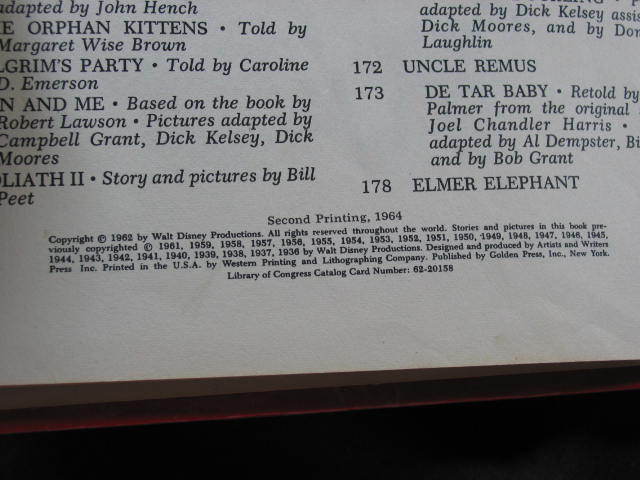 adapted by John Hench
THE ORPHAN KITTENS • Told by
Margaret Wise Brown
PILGRIM'S PARTY • Told by Caroline
D. Emerson
AND ME • Based on the book by
Robert Lawson • Pictures adapted by
Campbell Grant, Dick Kelsey, Dick
Moores
GOLIATH II • Story and pictures by Bill
Peet
adapted by Dick Kelsey assis
Dick Moores, and by Don
Laughlin
172 UNCLE REMUS
173 DE TAR BABY • Retold by
Palmer from the original
Joel Chandler Harris •
adapted by Al Dempster, Bi
and by Bob Grant
178 ELMER ELEPHANT
Second Printing, 1964
Copyright © 1962 by Walt Disney Productions. All rights reserved throughout the world. Stories and pictures in this book pre-
viously copyrighted © 1961, 1959, 1958, 1957, 1956, 1955, 1954, 1953, 1952, 1951, 1950, 1949, 1948, 1947, 1946, 1945,
1944, 1943, 1942, 1941, 1940, 1939, 1938, 1937, 1936 by Walt Disney Productions. Designed and produced by Artists and Writers
Press Inc. Printed in the U.S.A. by Western Printing and Lithographing Company. Published by Golden Press, Inc., New York.
Library of Congress Catalog Card Number: 62-20158